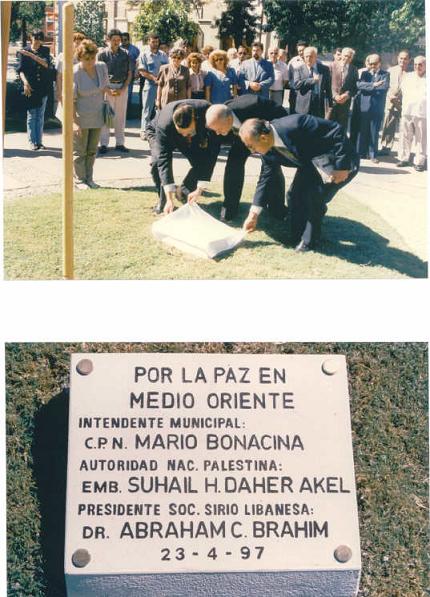 POR LA PAZ EN
MEDIO ORIENTE
INTENDENTE MUNICIPAL:
C.P.N. MARIO BONACINA
AUTORIDAD NAC. PALESTINA:
EMB. SUHAIL H. DAHER AKEL
PRESIDENTE SOC. SIRIO LIBANESA:
DR. ABRAHAM C. BRAHIM
23-4-97